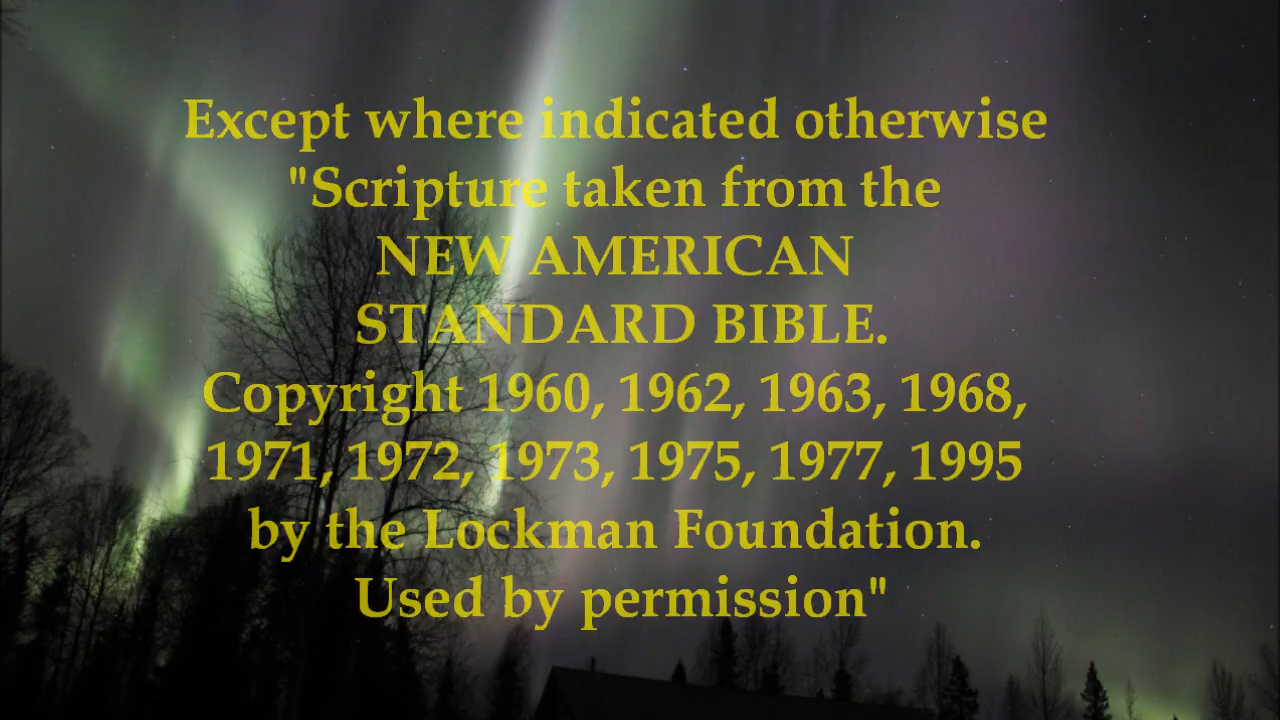 Except where indicated otherwise
"Scripture taken from the
NEW AMERICAN
STANDARD BIBLE.
Copyright 1960, 1962, 1963, 1968,
1971, 1972, 1973, 1975, 1977, 1995
by the Lockman Foundation.
Used by permission"